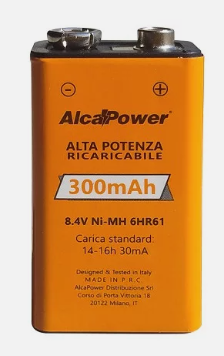 AlcaPower
ALTA POTENZA
RICARICABILE
300mAh
8.4V Ni-MH 6HR61
Carica standard:
14-16h 30mA
Designed & Tested in Italy
MADE IN P.R.C.
AlcaPower Distribuzione Srl
Corso di Porta Vittoria 18
20122 Milano, IT